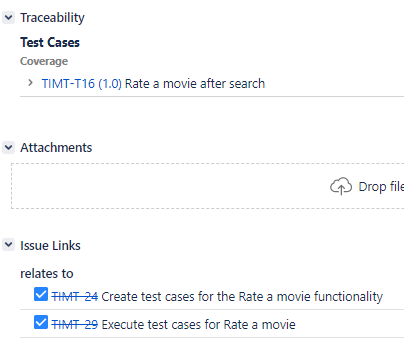 Traceability
Test Cases
Coverage
TIMT-T16 (1.0) Rate a movie after search
Attachments
Drop file
Issue Links
relates to
TIMT-24 Create test cases for the Rate a movie functionality
TIMT-29 Execute test cases for Rate a movie